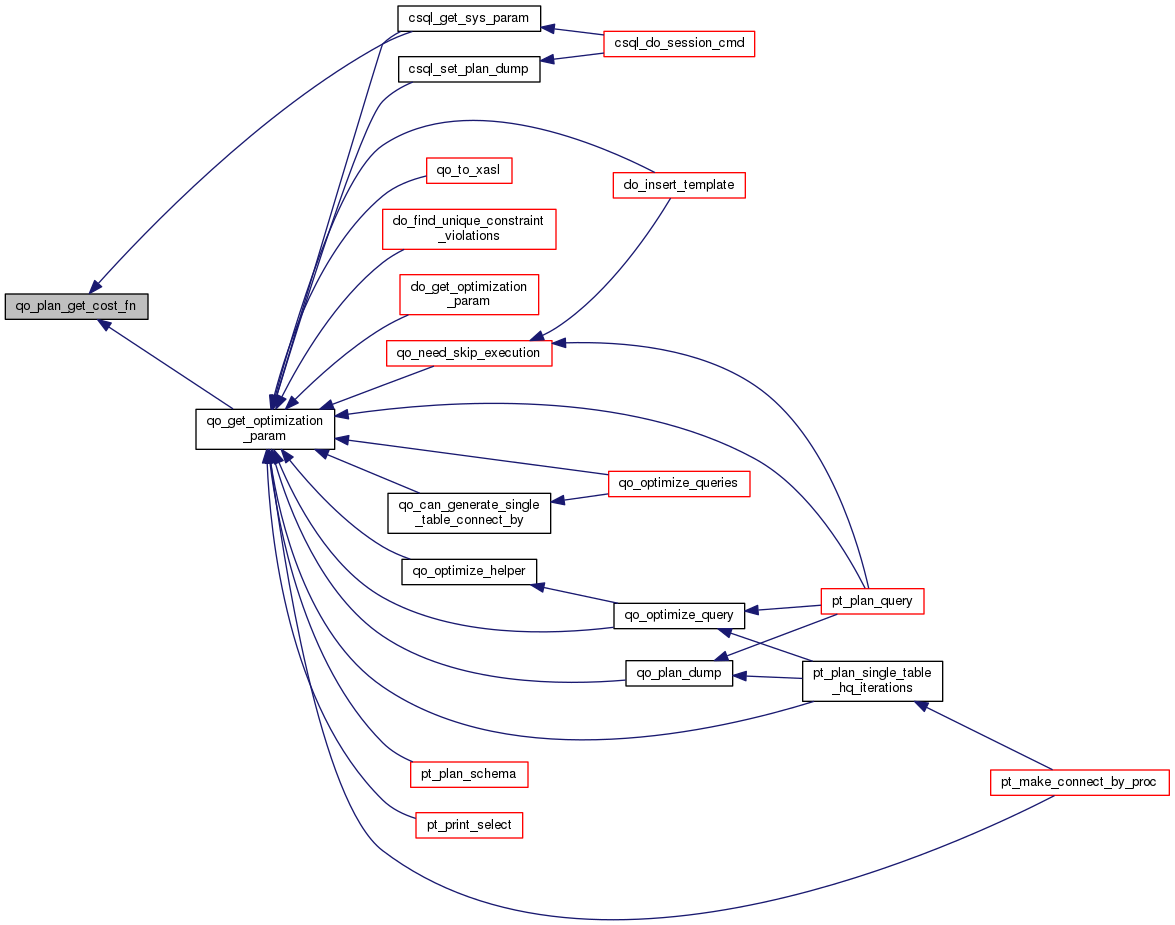 csql_get_sys_param
csql_do_session_cmd
csql_set_plan_dump
qo_to_xasl
do_insert_template
do_find_unique_constraint
_violations
do_get_optimization
_param
qo_plan_get_cost_fn
qo_need_skip_execution
qo_get_optimization
_param
qo_optimize_queries
qo_can_generate_single
_table_connect_by
qo_optimize_helper
pt_plan_query
qo_optimize_query
qo_plan_dump
pt_plan_single_table
_hq_iterations
pt_plan_schema
pt_make_connect_by_proc
pt_print_select